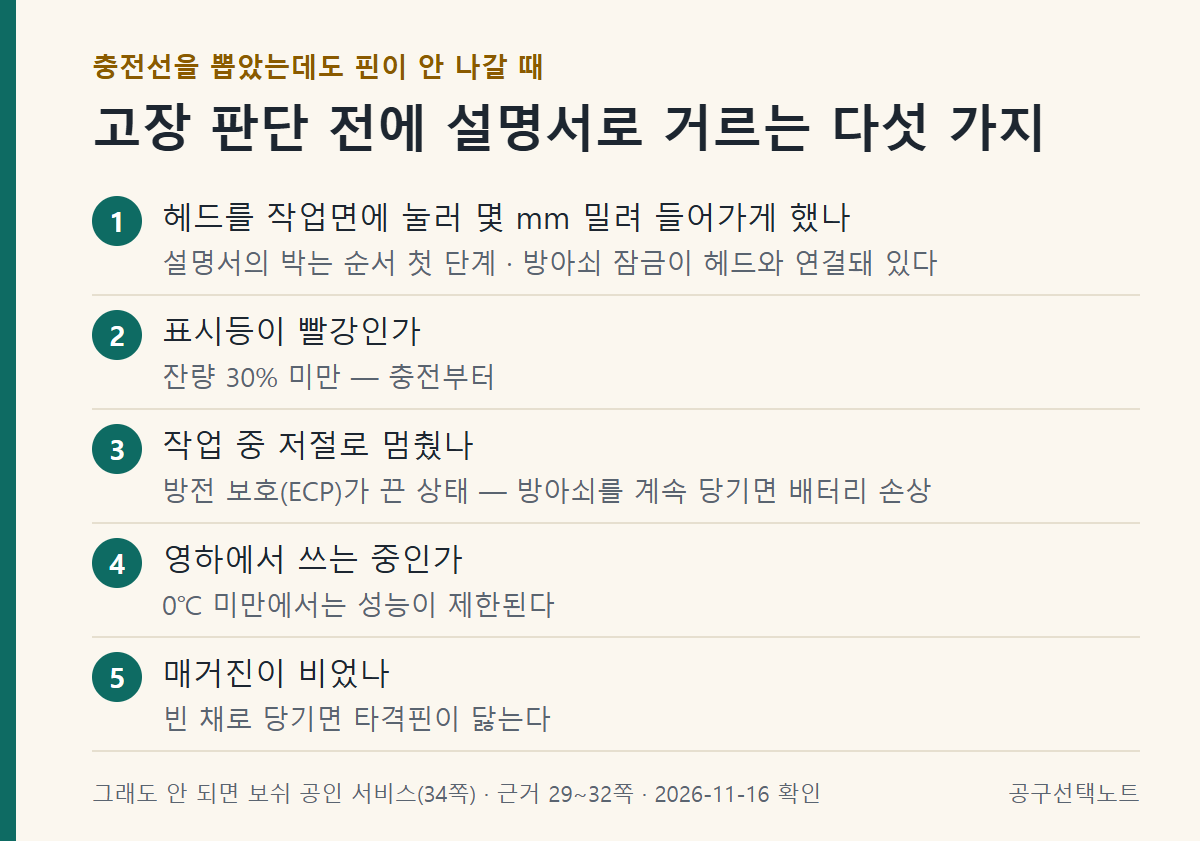 충전선을 뽑았는데도 핀이 안 나갈 때
고장 판단 전에 설명서로 거르는 다섯 가지
1 헤드를 작업면에 눌러 몇 mm 밀려 들어가게 했나
설명서의 박는 순서 첫 단계 · 방아쇠 잠금이 헤드와 연결돼 있다
2 표시등이 빨강인가
잔량 30% 미만 — 충전부터
3 작업 중 저절로 멈췄나
방전 보호(ECP)가 끈 상태 — 방아쇠를 계속 당기면 배터리 손상
4 영하에서 쓰는 중인가
0℃ 미만에서는 성능이 제한된다
5 매거진이 비었나
빈 채로 당기면 타격핀이 닳는다
그래도 안 되면 보쉬 공인 서비스(34쪽) · 근거 29~32쪽 · 2026-11-16 확인
공구선택노트